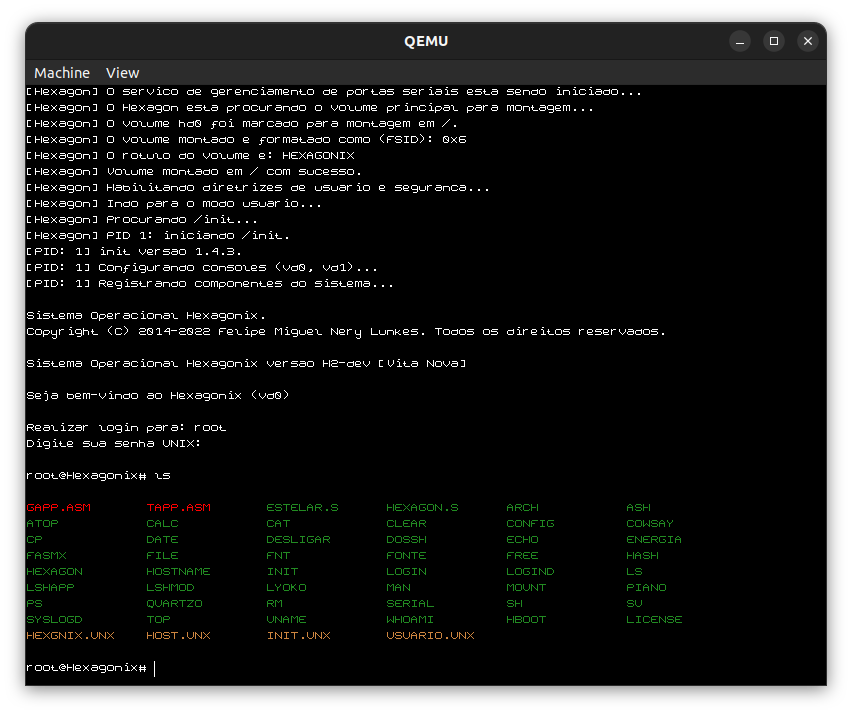 QEMU
Machine View
[Hexagon] O servico de gerenciamento de portas seriais esta sendo iniciado...
[Hexagon] O Hexagon esta procurando o volume principal para montagem...
[Hexagon] O volume hd0 foi marcado para montagem em /.
[Hexagon] O volume montado e formatado como (FSID): 0x6
[Hexagon] O rotulo do volume e: HEXAGONIX
[Hexagon] Volume montado em / com sucesso.
[Hexagon] Habilitando diretrizes de usuario e seguranca...
[Hexagon] Indo para o modo usuario...
[Hexagon] Procurando /init...
[Hexagon] PID 1: iniciando /init.
[PID: 1] init versao 1.4.3.
[PID: 1] Configurando consoles (vd0, vd1)...
[PID: 1] Registrando componentes do sistema...
Sistema Operacional Hexagonix.
Copyright (C) 2014-2022 Felipe Miguel Nery Lunkes. Todos os direitos reservados.
Sistema Operacional Hexagonix versao H2-dev [Vita Nova]
Seja bem-vindo ao Hexagonix (vd0)
Realizar login para: root
Digite sua senha UNIX:
root@Hexagonix# ls
GAPP.ASM TAPP.ASM ESTELAR.S HEXAGON.S ARCH ASH
ATOP CALC CAT CLEAR CONFIG COWSAY
CP DATE DESLIGAR DOSSH ECHO ENERGIA
FASMX FILE FNT FONTE FREE HASH
HEXAGON HOSTNAME INIT LOGIN LOGIND LS
LSHAPP LSHMOD LYOKO MAN MOUNT PIANO
PS QUARTZO RM SERIAL SH SU
SYSLOGD TOP UNAME WHOAMI HBOOT LICENSE
HEXGNIX.UNX HOST.UNX INIT.UNX USUARIO.UNX
root@Hexagonix#